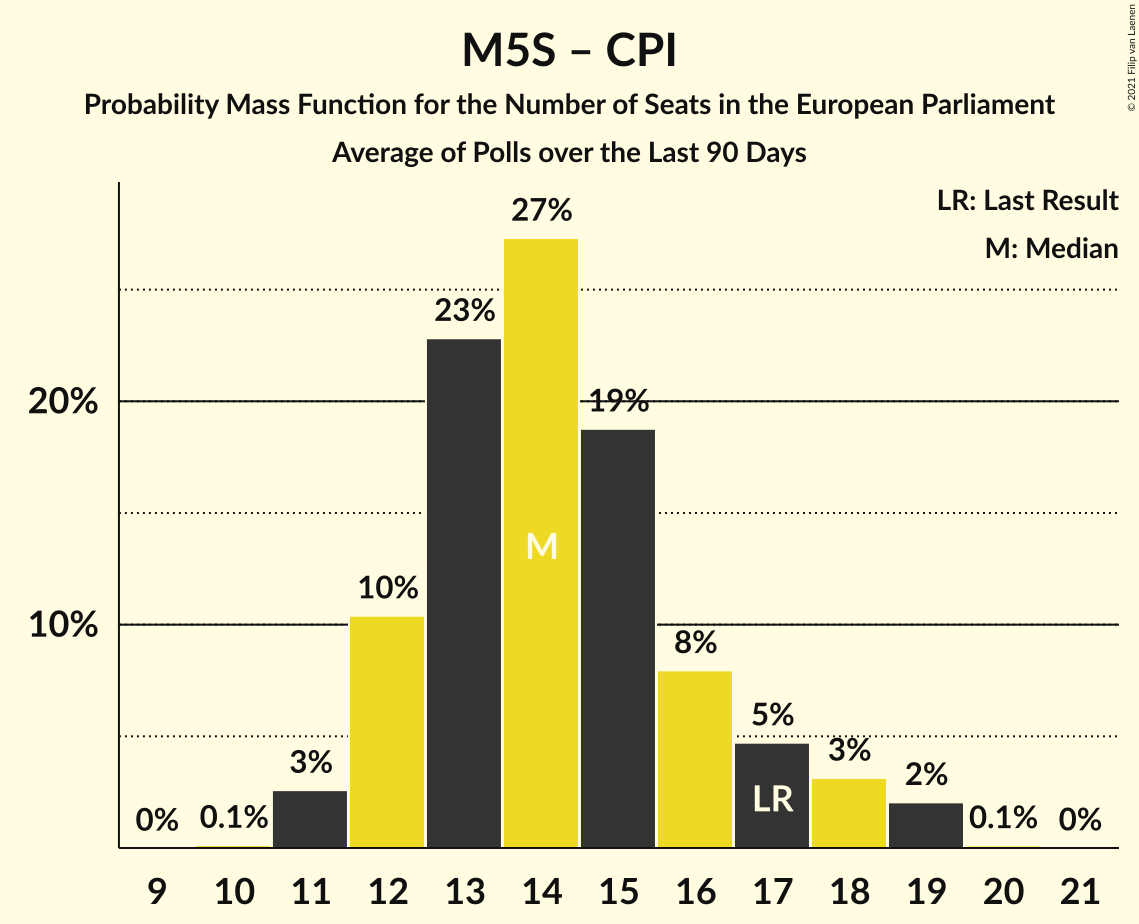 M5S – CPI
Probability Mass Function for the Number of Seats in the European Parliament
Average of Polls over the Last 90 Days
© 2021 Filip van Laenen
LR: Last Result
M: Median
27%
23%
20%
19%
M
10%
10%
8%
5%
3%
3%
2%
LR
0%
0.1%
0.1%
0%
9 10 11 12 13 14 15 16 17 18 19 20 21